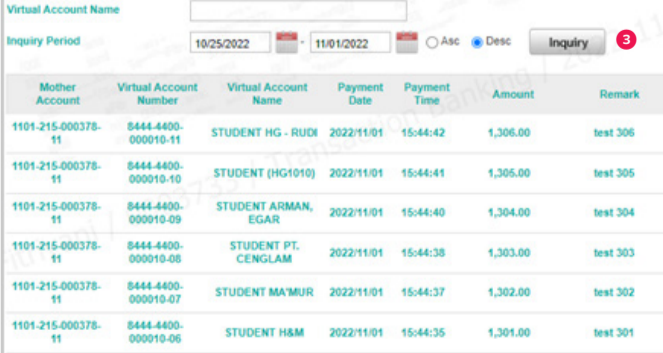 Virtual Account Name
Inquiry Period 10/25/2022 - 11/01/2022 Asc Desc Inquiry 3
Mother Account Virtual Account Number Virtual Account Name Payment Date Payment Time Amount Remark
1101-215-000378-11 8444-4400-000010-11 STUDENT HG - RUDI 2022/11/01 15:44:42 1,306.00 test 306
1101-215-000378-11 8444-4400-000010-10 STUDENT (HG1010) 2022/11/01 15:44:41 1,305.00 test 305
1101-215-000378-11 8444-4400-000010-09 STUDENT ARMAN, EGAR 2022/11/01 15:44:40 1,304.00 test 304
1101-215-000378-11 8444-4400-000010-08 STUDENT PT. CENGLAM 2022/11/01 15:44:38 1,303.00 test 303
1101-215-000378-11 8444-4400-000010-07 STUDENT MA'MUR 2022/11/01 15:44:37 1,302.00 test 302
1101-215-000378-11 8444-4400-000010-06 STUDENT H&M 2022/11/01 15:44:35 1,301.00 test 301
Transaction Banking